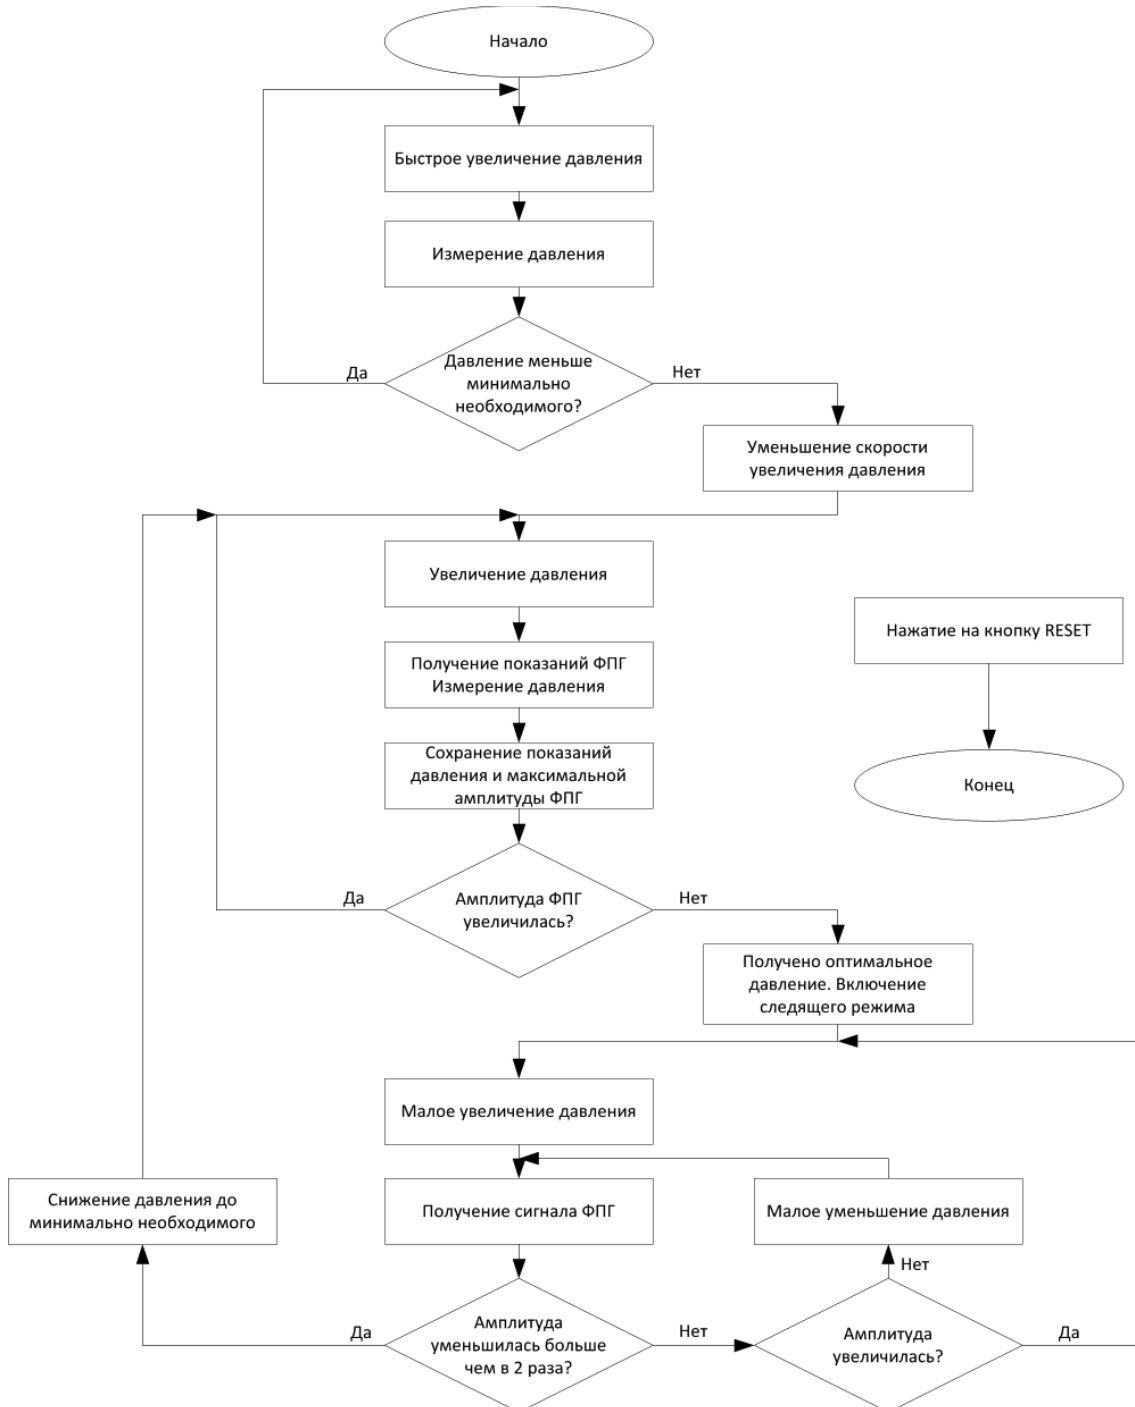 Начало
Быстрое увеличение давления
Измерение давления
Давление меньше
минимально
необходимого?
Да
Нет
Уменьшение скорости
увеличения давления
Увеличение давления
Нажатие на кнопку RESET
Получение показаний ФПГ
Измерение давления
Сохранение показаний
давления и максимальной
амплитуды ФПГ
Конец
Да
Амплитуда ФПГ
увеличилась?
Нет
Получено оптимальное
давление. Включение
следящего режима
Малое увеличение давления
Снижение давления до
минимально необходимого
Получение сигнала ФПГ
Малое уменьшение давления
Нет
Да
Амплитуда
уменьшилась больше
чем в 2 раза?
Нет
Амплитуда
увеличилась?
Да